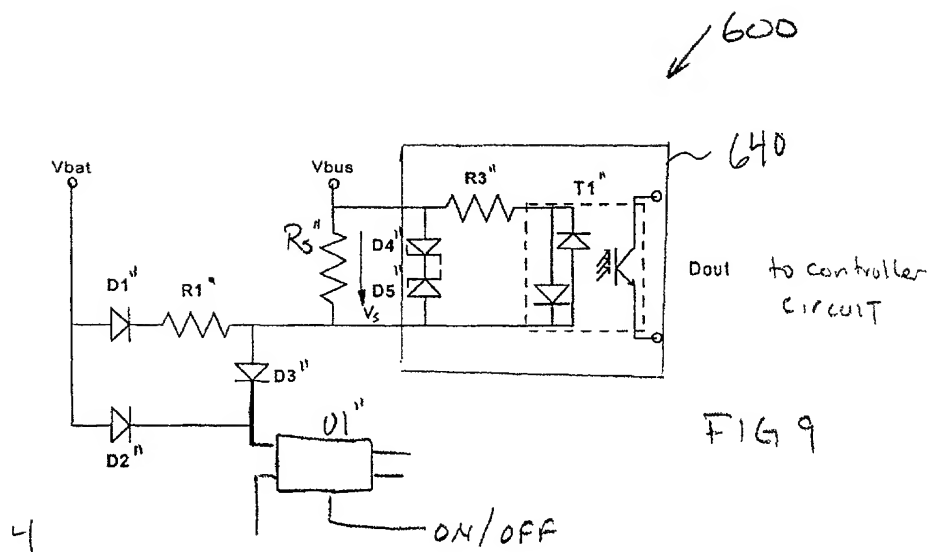 600
640
Vbat
Vbus
R3"
T1"
Rs"
D4"
D5"
Vs
D1"
R1"
Dout to controller
circuit
D3"
D2"
U1"
FIG 9
ON/OFF
4